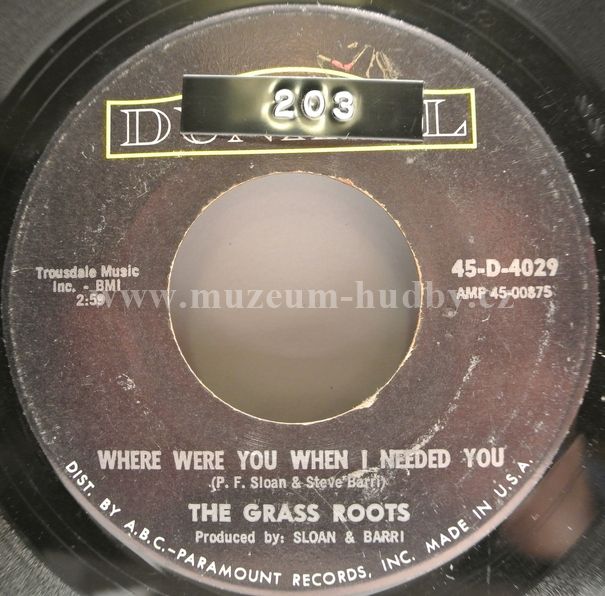 203
DUN L
Trousdale Music
Inc. - BMI
2:59
45-D-4029
AMP 45-00875
www.muzeum-hudby.cz
WHERE WERE YOU WHEN I NEEDED YOU
(P. F. Sloan & Steve Barri)
THE GRASS ROOTS
Produced by: SLOAN & BARRI
DIST. BY A.B.C.-PARAMOUNT RECORDS, INC. MADE IN U.S.A.